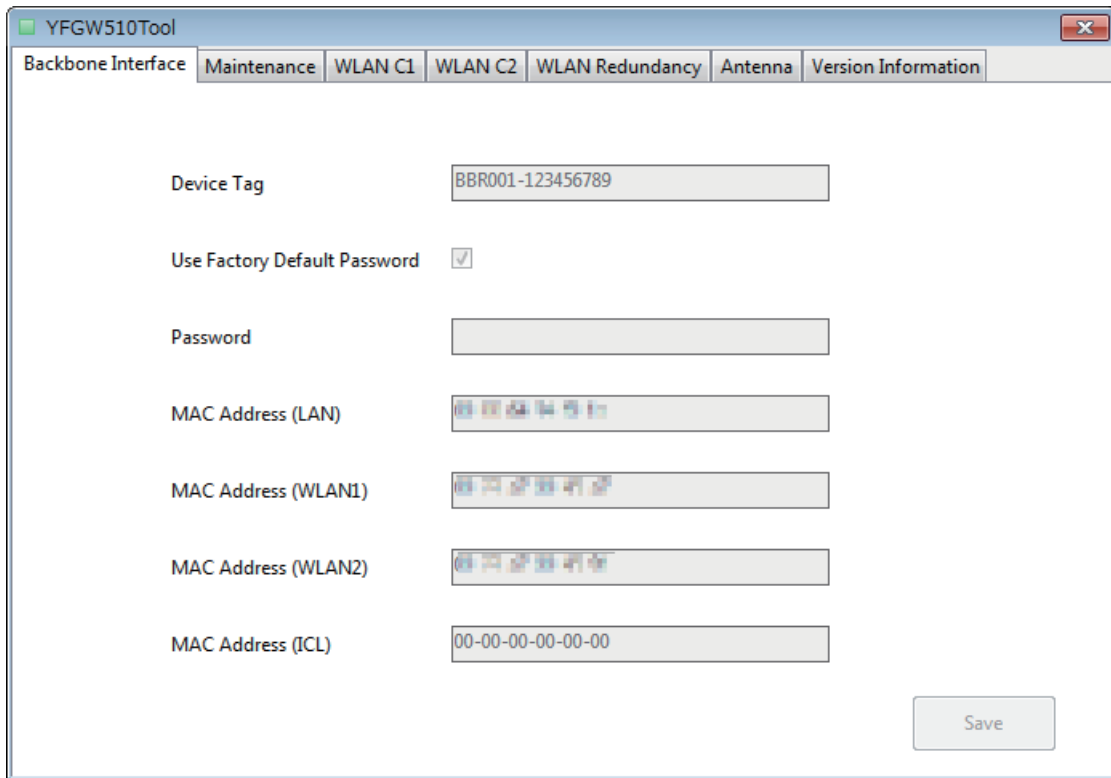 YFGW510Tool
Backbone Interface Maintenance WLAN C1 WLAN C2 WLAN Redundancy Antenna Version Information
Device Tag BBR001-123456789
Use Factory Default Password
Password
MAC Address (LAN)
MAC Address (WLAN1)
MAC Address (WLAN2)
MAC Address (ICL) 00-00-00-00-00-00
Save